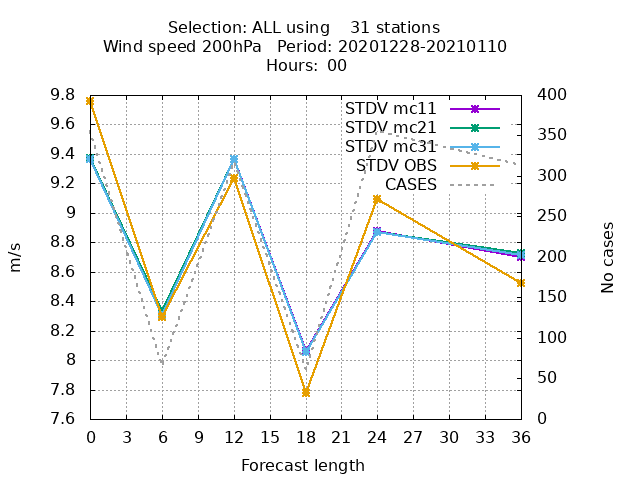 Selection: ALL using    31 stations
Wind speed 200hPa   Period: 20201228-20210110
Hours: 00
9.8
9.6
9.4
9.2
9
8.8
8.6
8.4
8.2
8
7.8
7.6
m/s
STDV mc11
STDV mc21
STDV mc31
STDV OBS
CASES
400
350
300
250
200
150
100
50
0
No cases
0 3 6 9 12 15 18 21 24 27 30 33 36
Forecast length